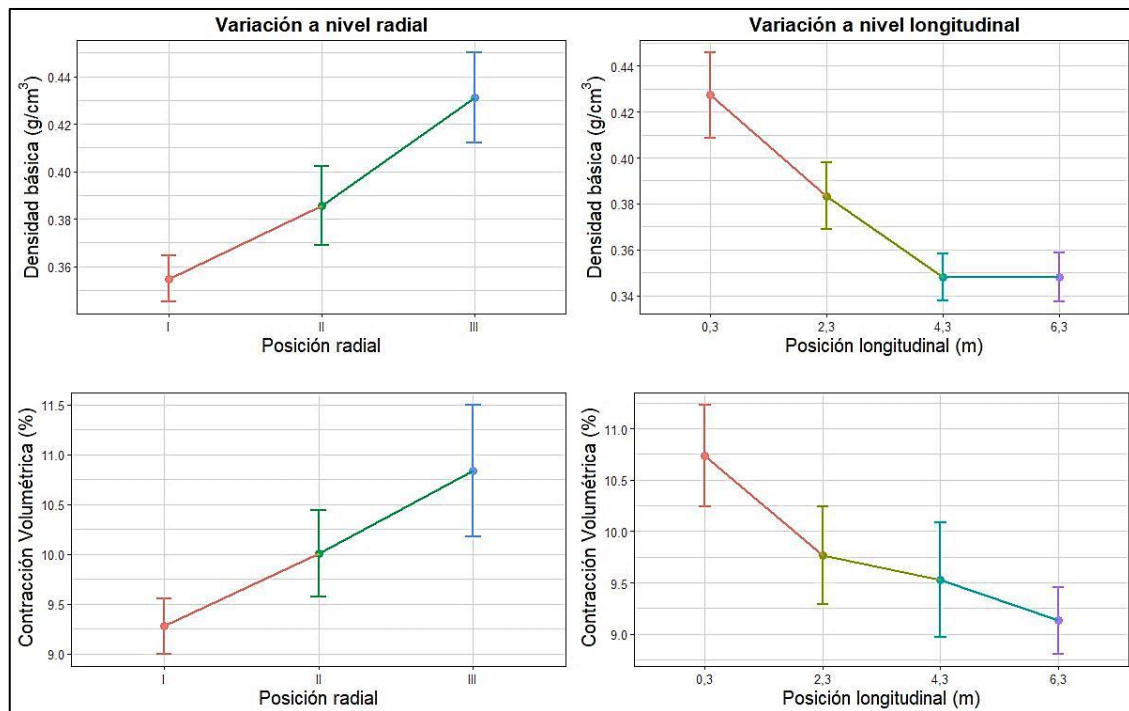 Variación a nivel radial
Densidad básica (g/cm³)
0.44
0.42
0.40
0.38
0.36
I II III
Posición radial
Variación a nivel longitudinal
Densidad básica (g/cm³)
0.44
0.42
0.40
0.38
0.36
0.34
0,3 2,3 4,3 6,3
Posición longitudinal (m)
Contracción Volumétrica (%)
11.5
11.0
10.5
10.0
9.5
9.0
I II III
Posición radial
Contracción Volumétrica (%)
11.0
10.5
10.0
9.5
9.0
0,3 2,3 4,3 6,3
Posición longitudinal (m)